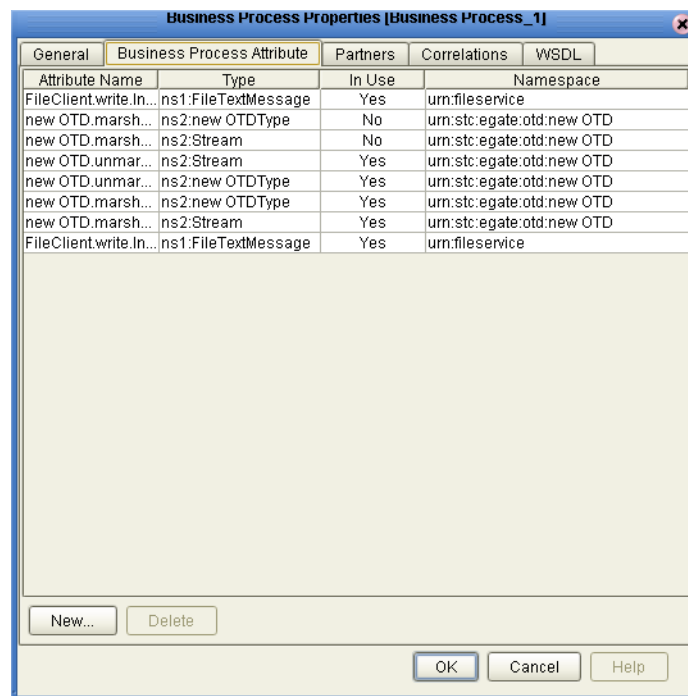 Business Process Properties [Business Process_1]
General Business Process Attribute Partners Correlations WSDL
Attribute Name Type In Use Namespace
FileClient.write.In... ns1:FileTextMessage Yes urn:fileservice
new OTD.marsh... ns2:new OTDType No urn:stc:egate:otd:new OTD
new OTD.marsh... ns2:Stream No urn:stc:egate:otd:new OTD
new OTD.unmar... ns2:Stream Yes urn:stc:egate:otd:new OTD
new OTD.unmar... ns2:new OTDType Yes urn:stc:egate:otd:new OTD
new OTD.marsh... ns2:new OTDType Yes urn:stc:egate:otd:new OTD
new OTD.marsh... ns2:Stream Yes urn:stc:egate:otd:new OTD
FileClient.write.In... ns1:FileTextMessage Yes urn:fileservice
New... Delete
OK Cancel Help